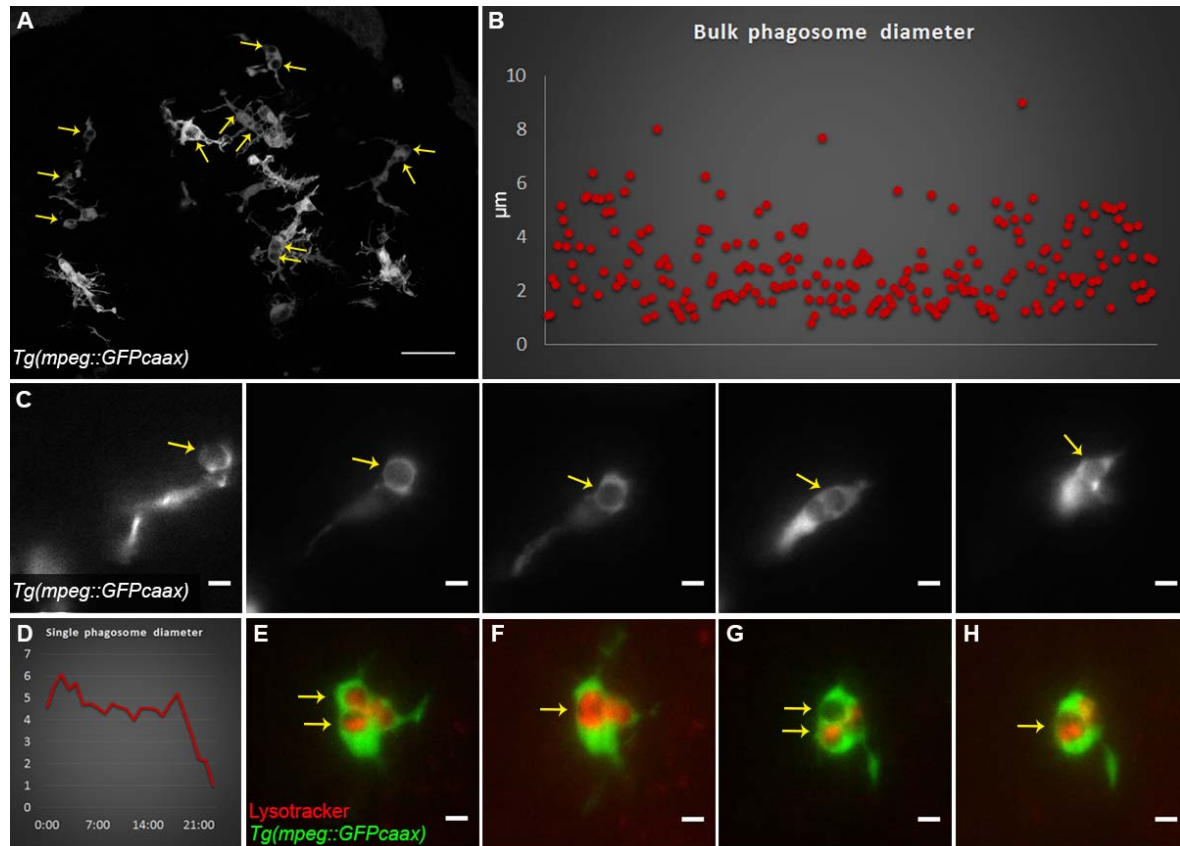 A
Tg(mpeg::GFPcaax)
B
Bulk phagosome diameter
10
8
6
4
2
0
μm
C
Tg(mpeg::GFPcaax)
D
Single phagosome diameter
7
6
5
4
3
2
1
0
0:00 7:00 14:00 21:00
E
Lysotracker
Tg(mpeg::GFPcaax)
F
G
H